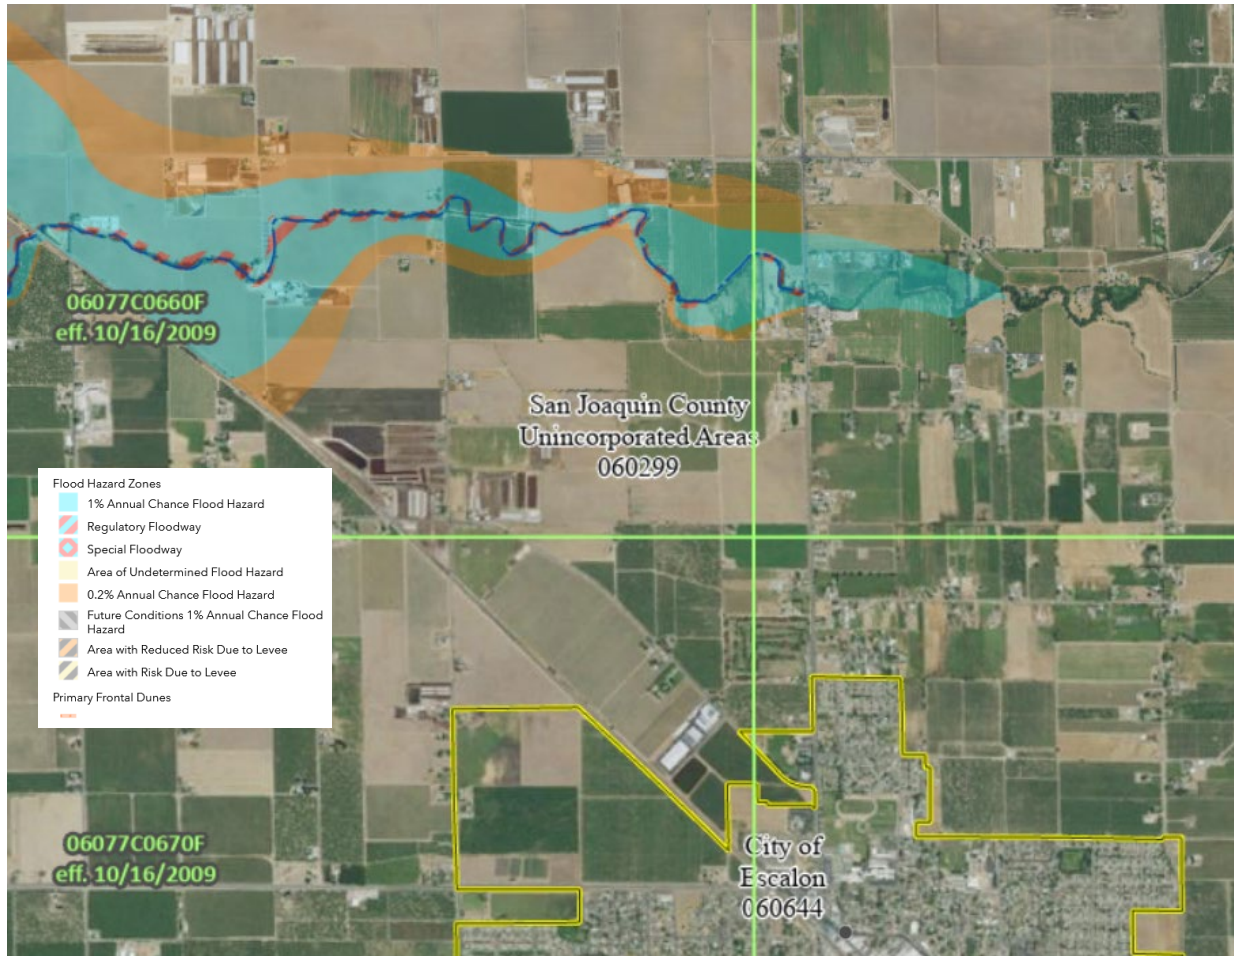 06077C0660F
eff. 10/16/2009
San Joaquin County
Unincorporated Areas
060299
Flood Hazard Zones
1% Annual Chance Flood Hazard
Regulatory Floodway
Special Floodway
Area of Undetermined Flood Hazard
0.2% Annual Chance Flood Hazard
Future Conditions 1% Annual Chance Flood
Hazard
Area with Reduced Risk Due to Levee
Area with Risk Due to Levee
Primary Frontal Dunes
06077C0670F
eff. 10/16/2009
City of
Escalon
060644